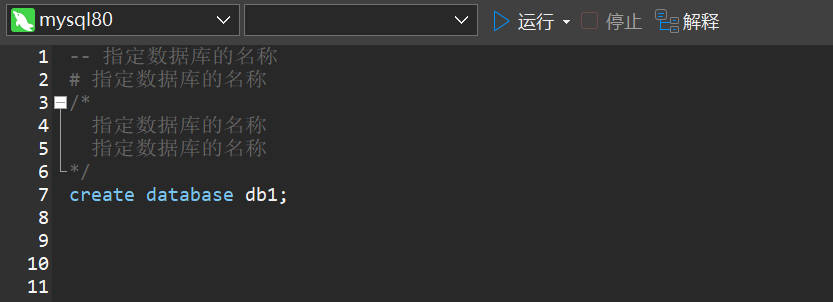 mysql80 运行 停止 解释
1 -- 指定数据库的名称
2 # 指定数据库的名称
3 /*
4 指定数据库的名称
5 指定数据库的名称
6 */
7 create database db1;
8
9
10
11